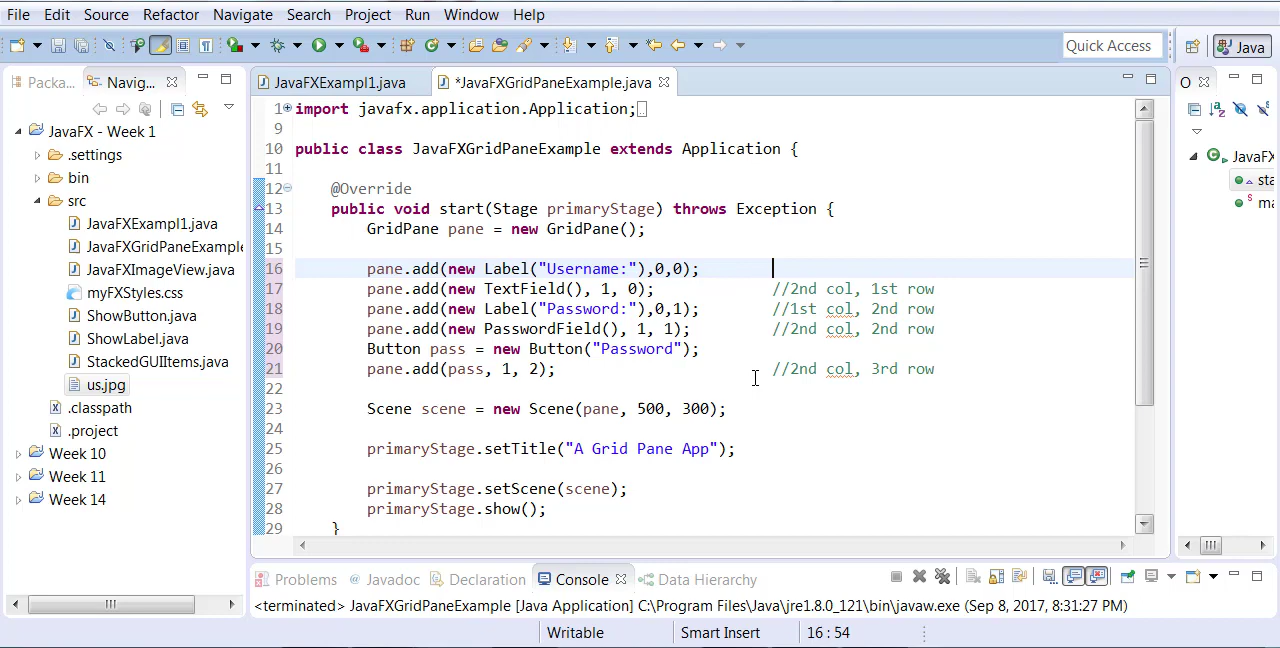 File Edit Source Refactor Navigate Search Project Run Window Help
Quick Access
Java
Packa...
Navig...
JavaFX - Week 1
.settings
bin
src
JavaFXExampl1.java
JavaFXGridPaneExample
JavaFXImageView.java
myFXStyles.css
ShowButton.java
ShowLabel.java
StackedGUIItems.java
us.jpg
.classpath
.project
Week 10
Week 11
Week 14
JavaFXExampl1.java
*JavaFXGridPaneExample.java
1 import javafx.application.Application;
9
10 public class JavaFXGridPaneExample extends Application {
11
12 @Override
13 public void start(Stage primaryStage) throws Exception {
14 GridPane pane = new GridPane();
15
16 pane.add(new Label("Username:"),0,0);
17 pane.add(new TextField(), 1, 0); //2nd col, 1st row
18 pane.add(new Label("Password:"),0,1); //1st col, 2nd row
19 pane.add(new PasswordField(), 1, 1); //2nd col, 2nd row
20 Button pass = new Button("Password");
21 pane.add(pass, 1, 2); //2nd col, 3rd row
22
23 Scene scene = new Scene(pane, 500, 300);
24
25 primaryStage.setTitle("A Grid Pane App");
26
27 primaryStage.setScene(scene);
28 primaryStage.show();
29 }
O
JavaFX
sta
ma
Problems @ Javadoc Declaration Console Data Hierarchy
<terminated> JavaFXGridPaneExample [Java Application] C:\Program Files\Java\jre1.8.0_121\bin\javaw.exe (Sep 8, 2017, 8:31:27 PM)
Writable Smart Insert 16 : 54